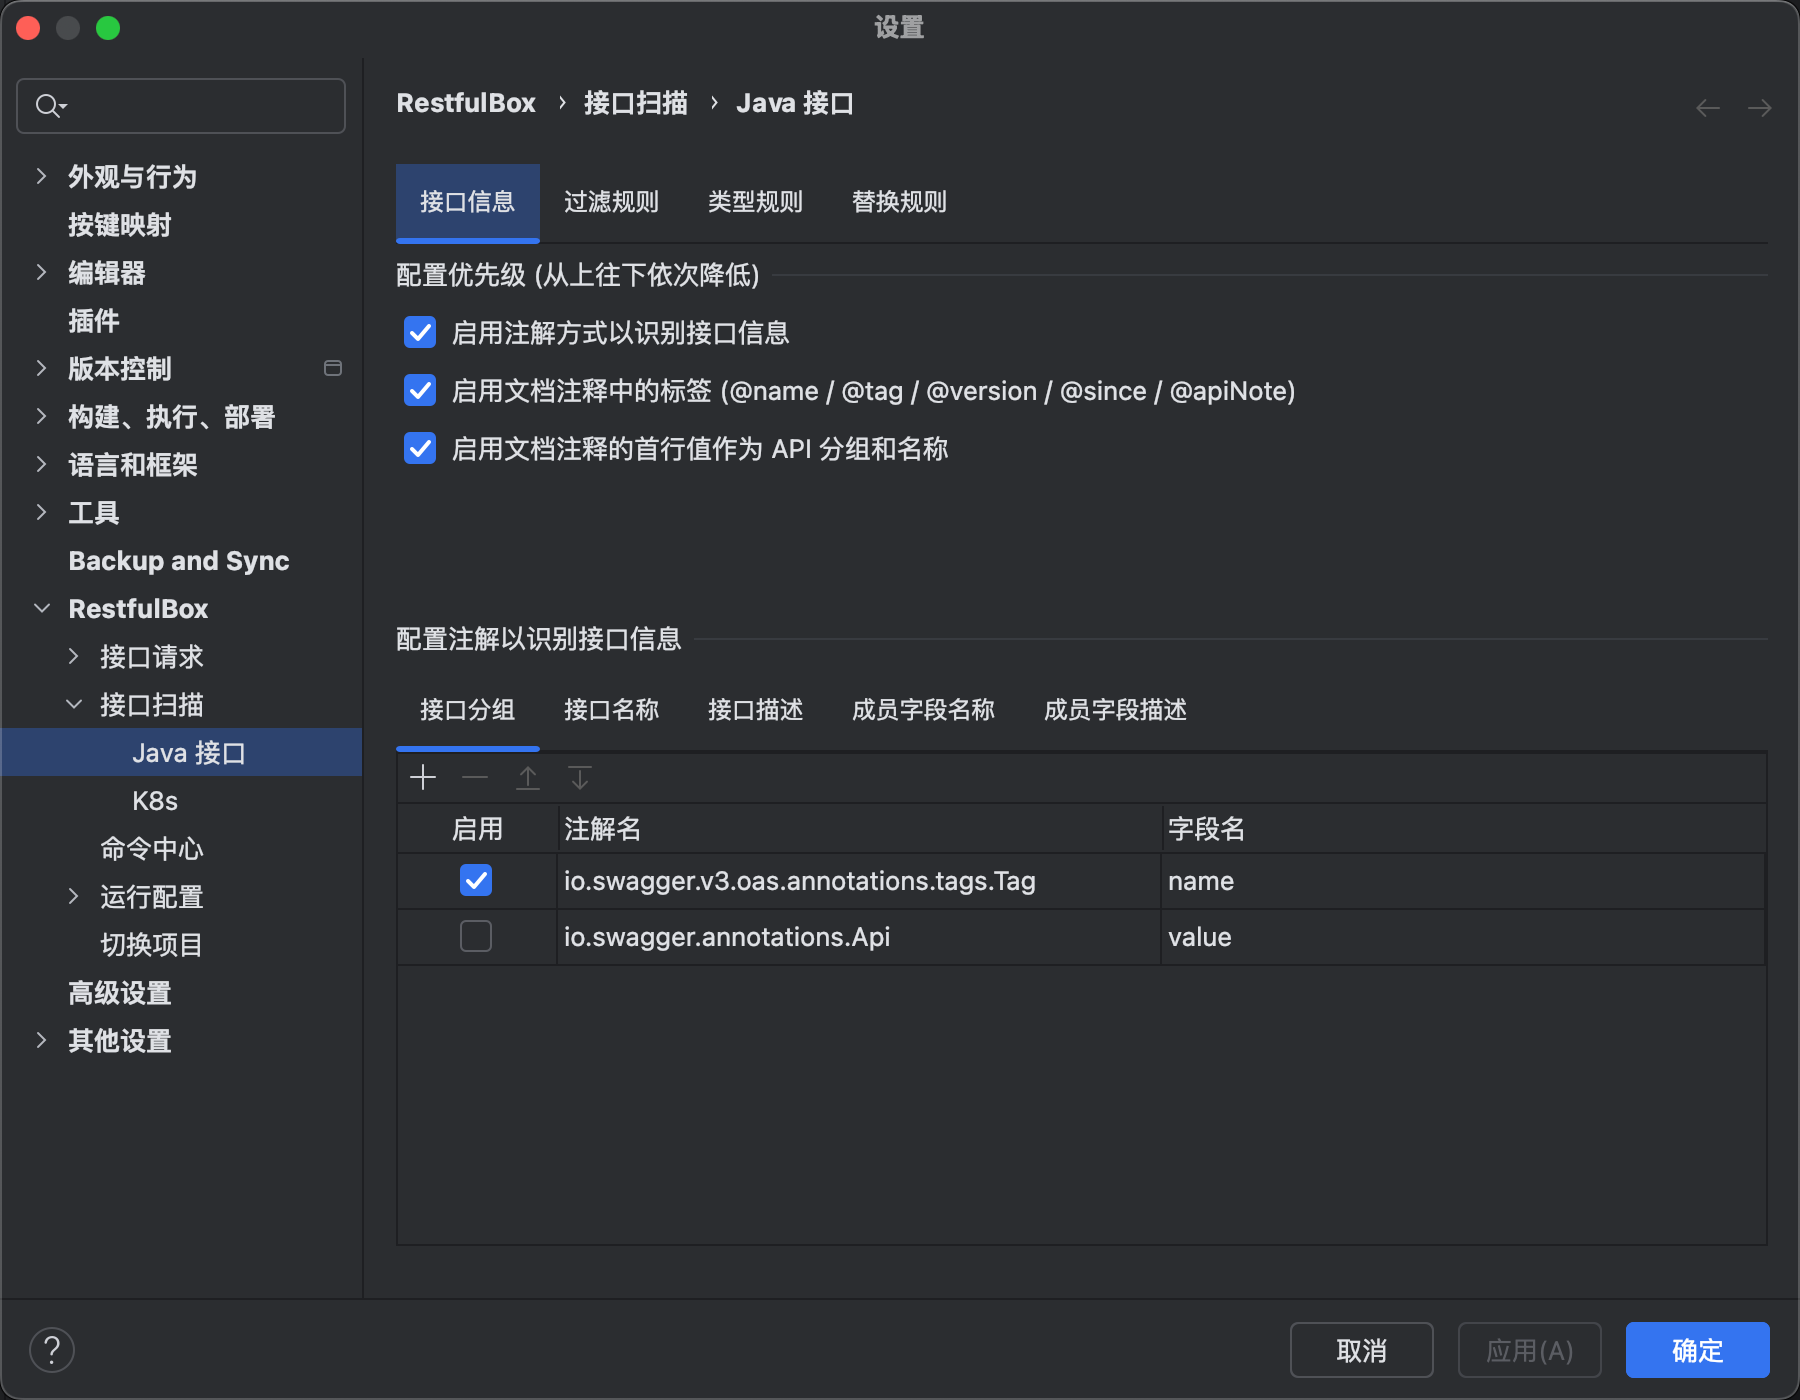 设置
外观与行为
按键映射
编辑器
插件
版本控制
构建、执行、部署
语言和框架
工具
Backup and Sync
RestfulBox
接口请求
接口扫描
Java 接口
K8s
命令中心
运行配置
切换项目
高级设置
其他设置
RestfulBox › 接口扫描 › Java 接口
接口信息 过滤规则 类型规则 替换规则
配置优先级 (从上往下依次降低)
启用注解方式以识别接口信息
启用文档注释中的标签 (@name / @tag / @version / @since / @apiNote)
启用文档注释的首行值作为 API 分组和名称
配置注解以识别接口信息
接口分组 接口名称 接口描述 成员字段名称 成员字段描述
启用 注解名 字段名
io.swagger.v3.oas.annotations.tags.Tag name
io.swagger.annotations.Api value
? 取消 应用(A) 确定